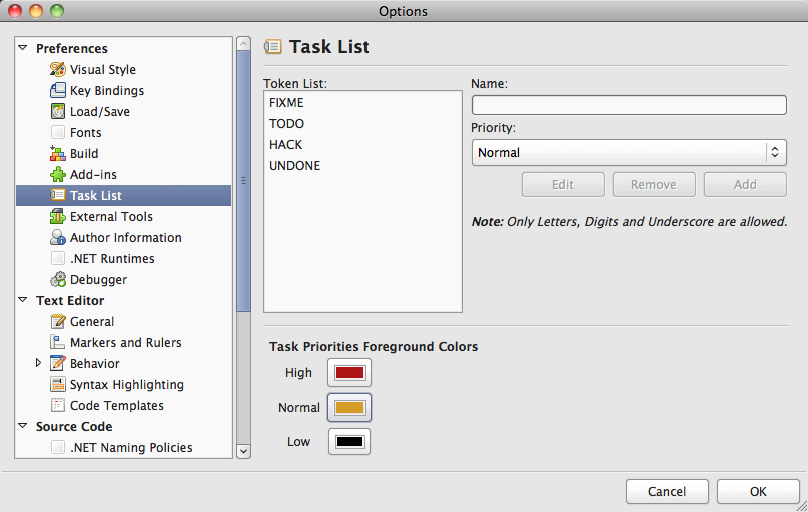 Options
Preferences
Visual Style
Key Bindings
Load/Save
Fonts
Build
Add-ins
Task List
External Tools
Author Information
.NET Runtimes
Debugger
Text Editor
General
Markers and Rulers
Behavior
Syntax Highlighting
Code Templates
Source Code
.NET Naming Policies
Task List
Token List:
FIXME
TODO
HACK
UNDONE
Name:
Priority:
Normal
Edit
Remove
Add
Note: Only Letters, Digits and Underscore are allowed.
Task Priorities Foreground Colors
High
Normal
Low
Cancel
OK